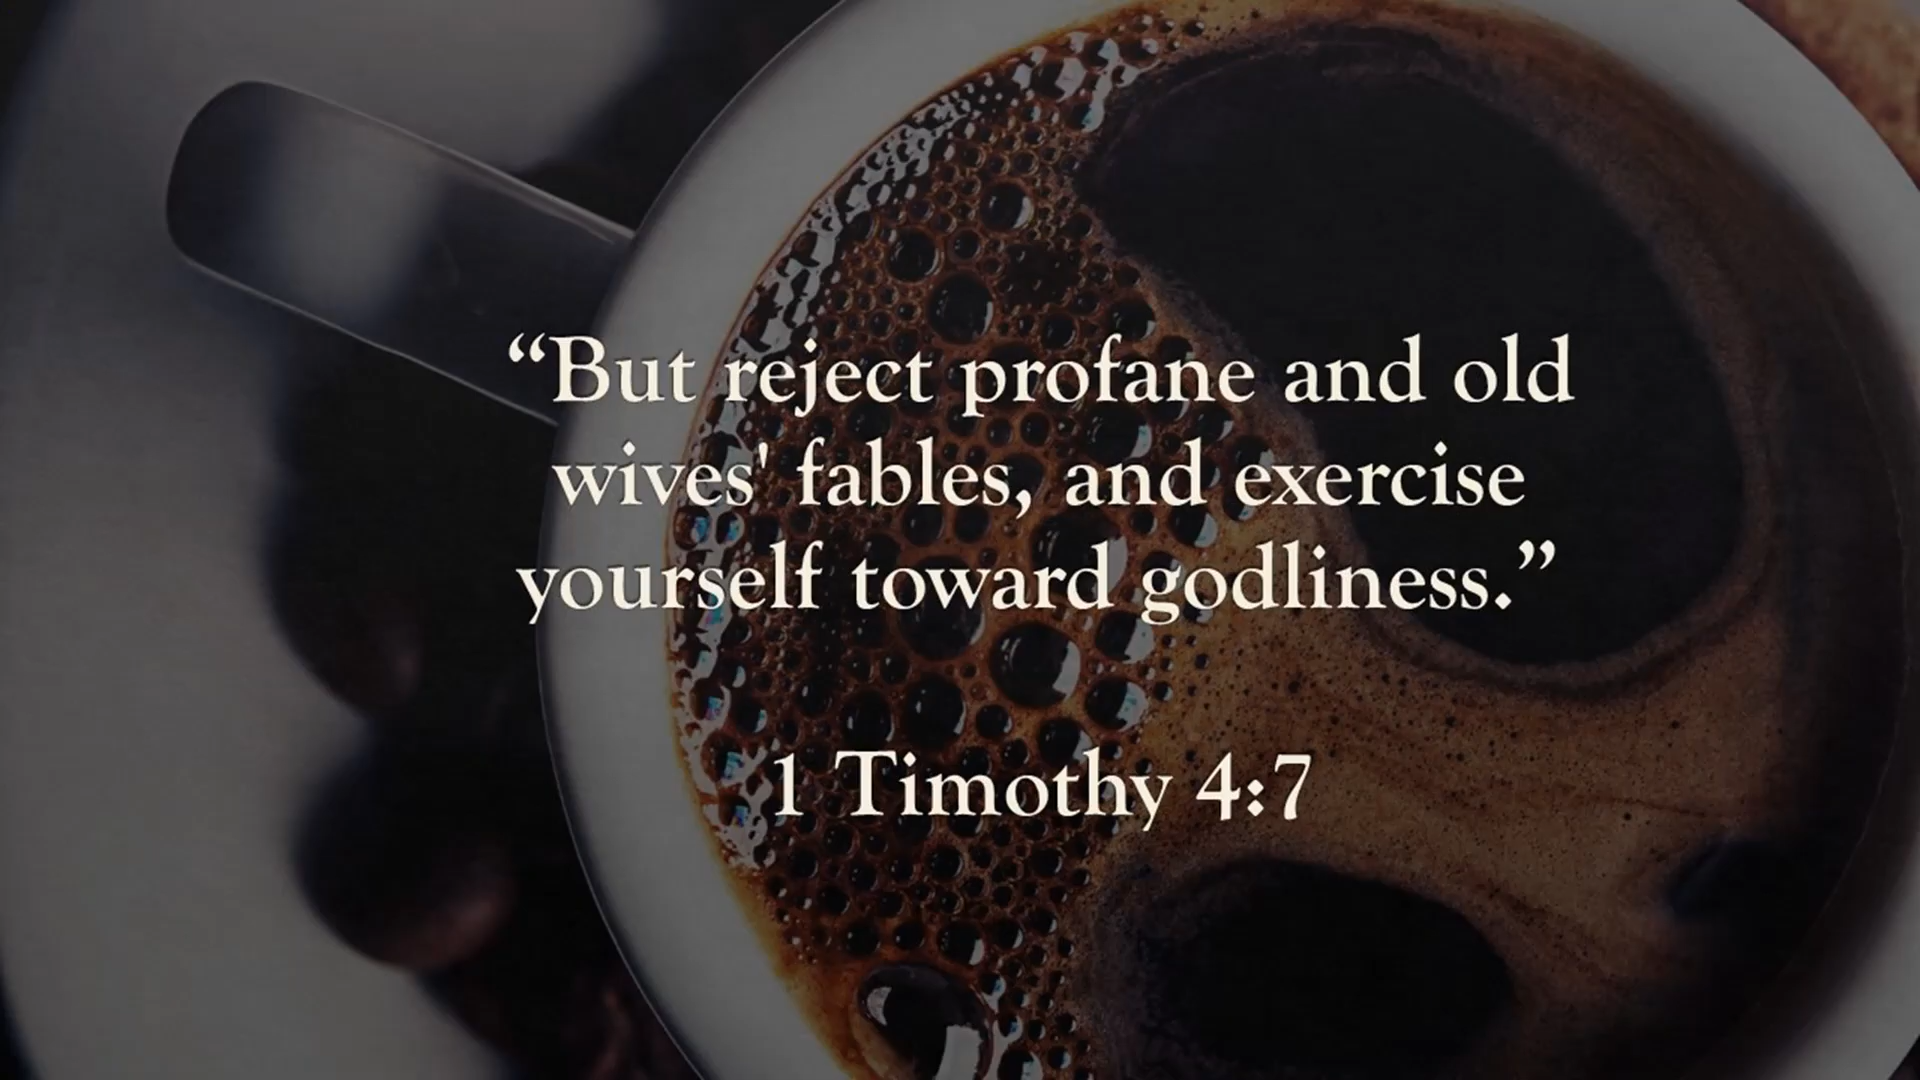 “But reject profane and old
wives' fables, and exercise
yourself toward godliness.”
1 Timothy 4:7